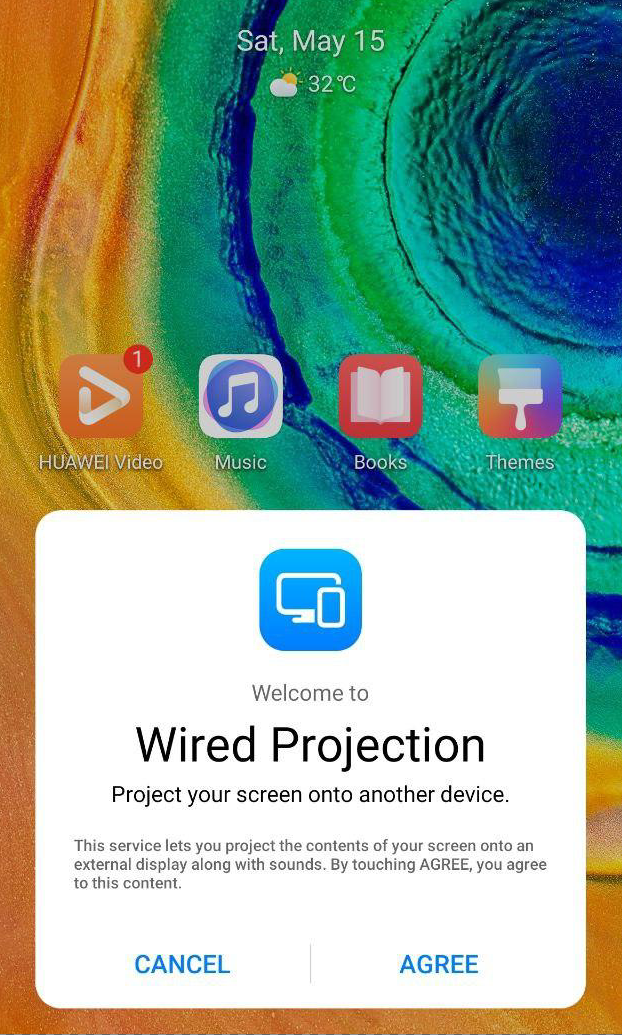 Sat, May 15
32°C
1
HUAWEI Video Music Books Themes
Welcome to
Wired Projection
Project your screen onto another device.
This service lets you project the contents of your screen onto an
external display along with sounds. By touching AGREE, you agree
to this content.
CANCEL AGREE